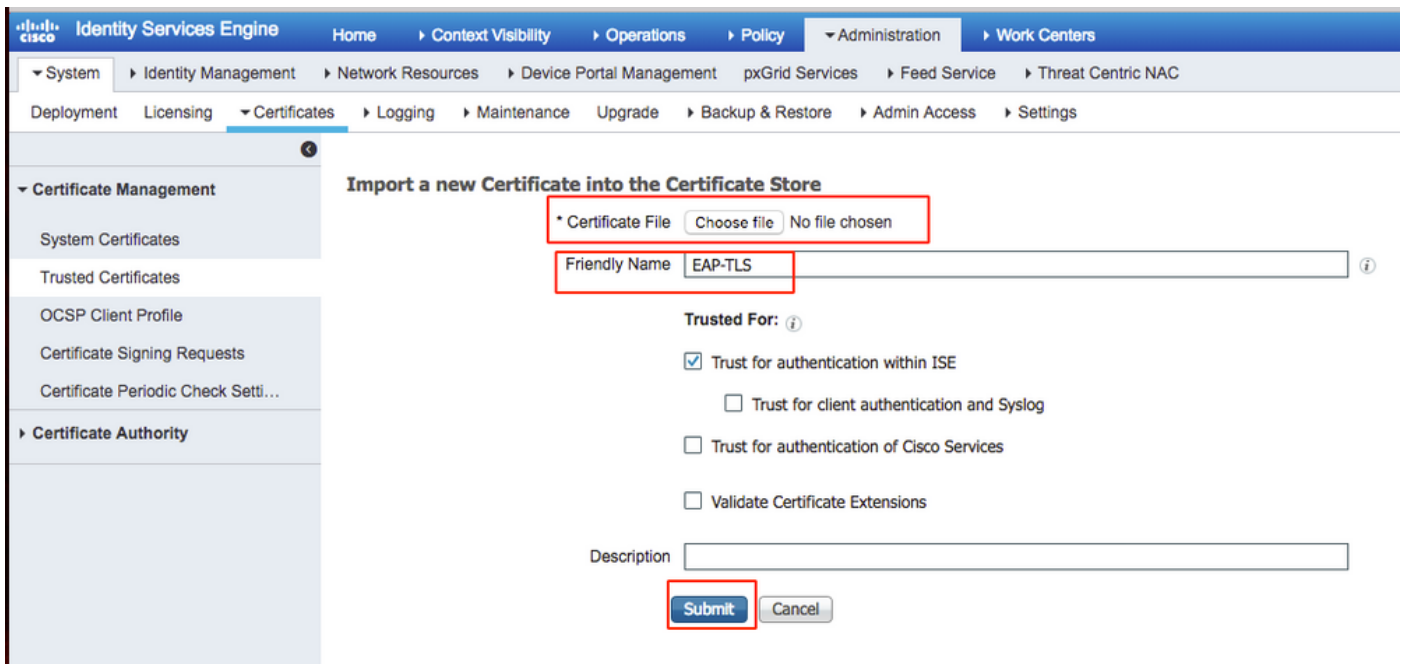 cisco Identity Services Engine Home Context Visibility Operations Policy Administration Work Centers
System Identity Management Network Resources Device Portal Management pxGrid Services Feed Service Threat Centric NAC
Deployment Licensing Certificates Logging Maintenance Upgrade Backup & Restore Admin Access Settings
Certificate Management
System Certificates
Trusted Certificates
OCSP Client Profile
Certificate Signing Requests
Certificate Periodic Check Setti...
Certificate Authority
Import a new Certificate into the Certificate Store
* Certificate File Choose file No file chosen
Friendly Name EAP-TLS
Trusted For:
Trust for authentication within ISE
Trust for client authentication and Syslog
Trust for authentication of Cisco Services
Validate Certificate Extensions
Description
Submit Cancel